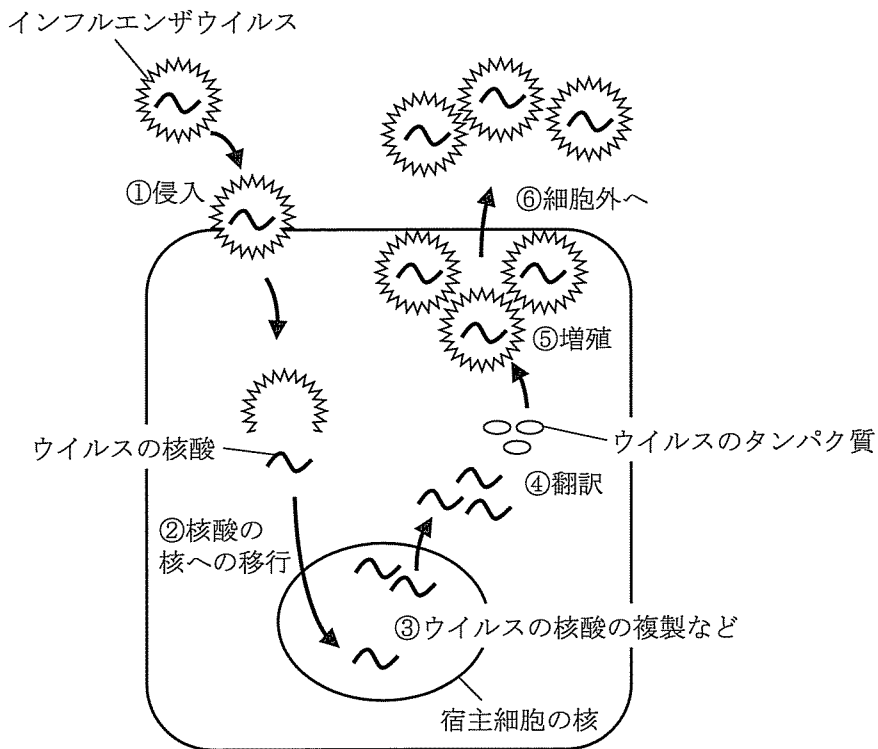 インフルエンザウイルス
①侵入
⑥細胞外へ
⑤増殖
ウイルスの核酸
ウイルスのタンパク質
④翻訳
②核酸の
核への移行
③ウイルスの核酸の複製など
宿主細胞の核